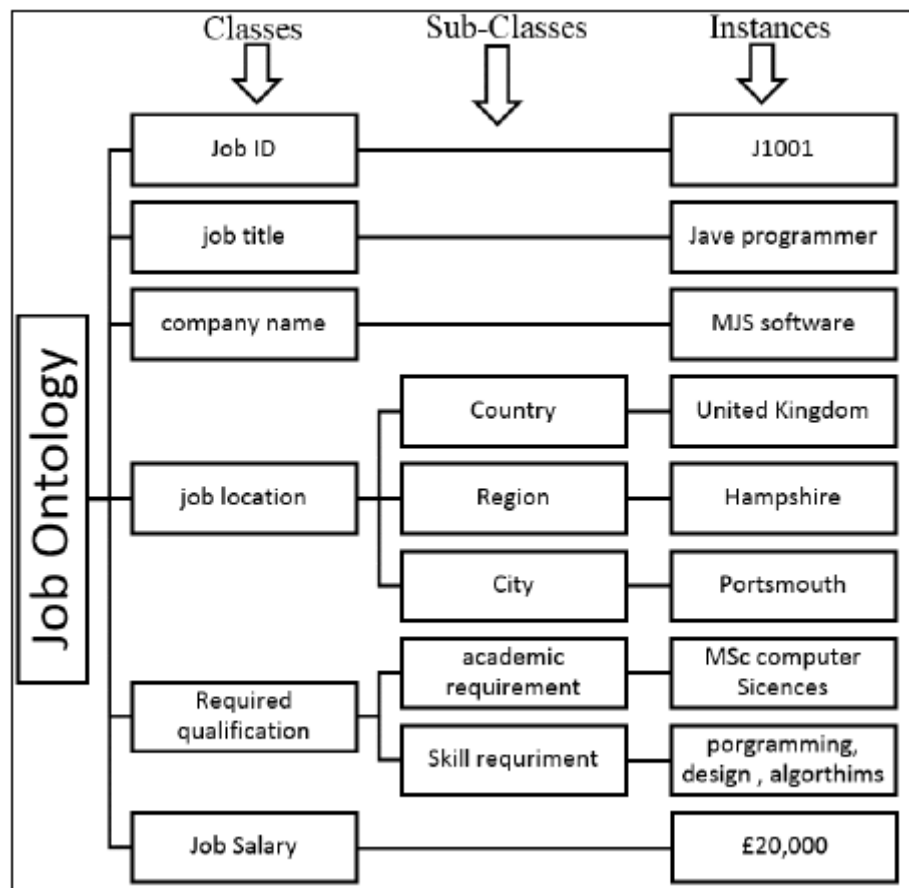 Classes Sub-Classes Instances
Job Ontology
Job ID J1001
job title Jave programmer
company name MJS software
job location
Country United Kingdom
Region Hampshire
City Portsmouth
Required
qualification
academic
requirement
MSc computer
Sicences
Skill requriment
porgramming,
design , algorthims
Job Salary £20,000